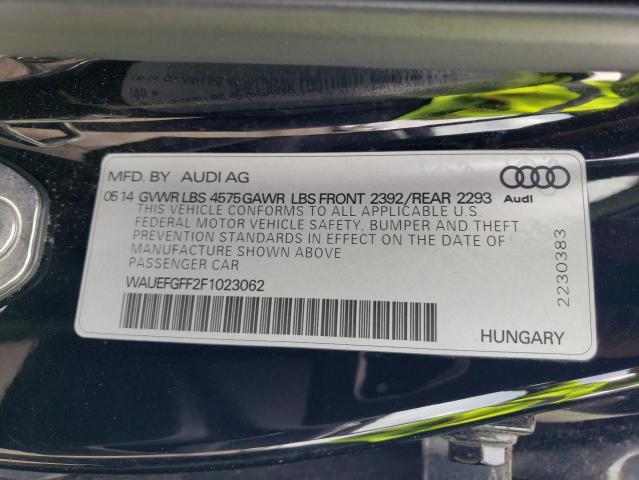 MFD. BY AUDI AG
0514 GVWR LBS 4575 GAWR LBS FRONT 2392/REAR 2293
THIS VEHICLE CONFORMS TO ALL APPLICABLE U.S.
FEDERAL MOTOR VEHICLE SAFETY, BUMPER AND THEFT
PREVENTION STANDARDS IN EFFECT ON THE DATE OF
MANUFACTURE SHOWN ABOVE
PASSENGER CAR
WAUEFGFF2F1023062
Audi
2230383
HUNGARY